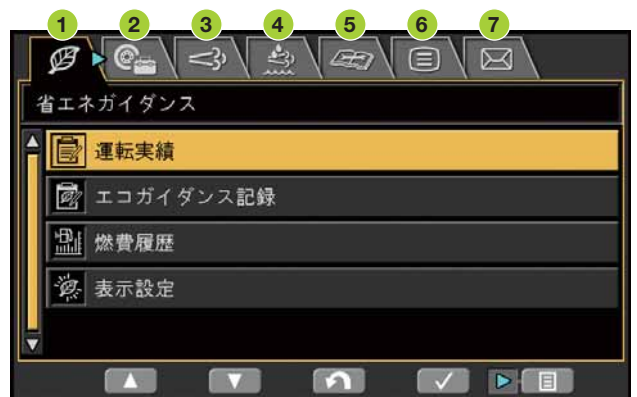 1 2 3 4 5 6 7
省エネガイダンス
運転実績
エコガイダンス記録
燃費履歴
表示設定